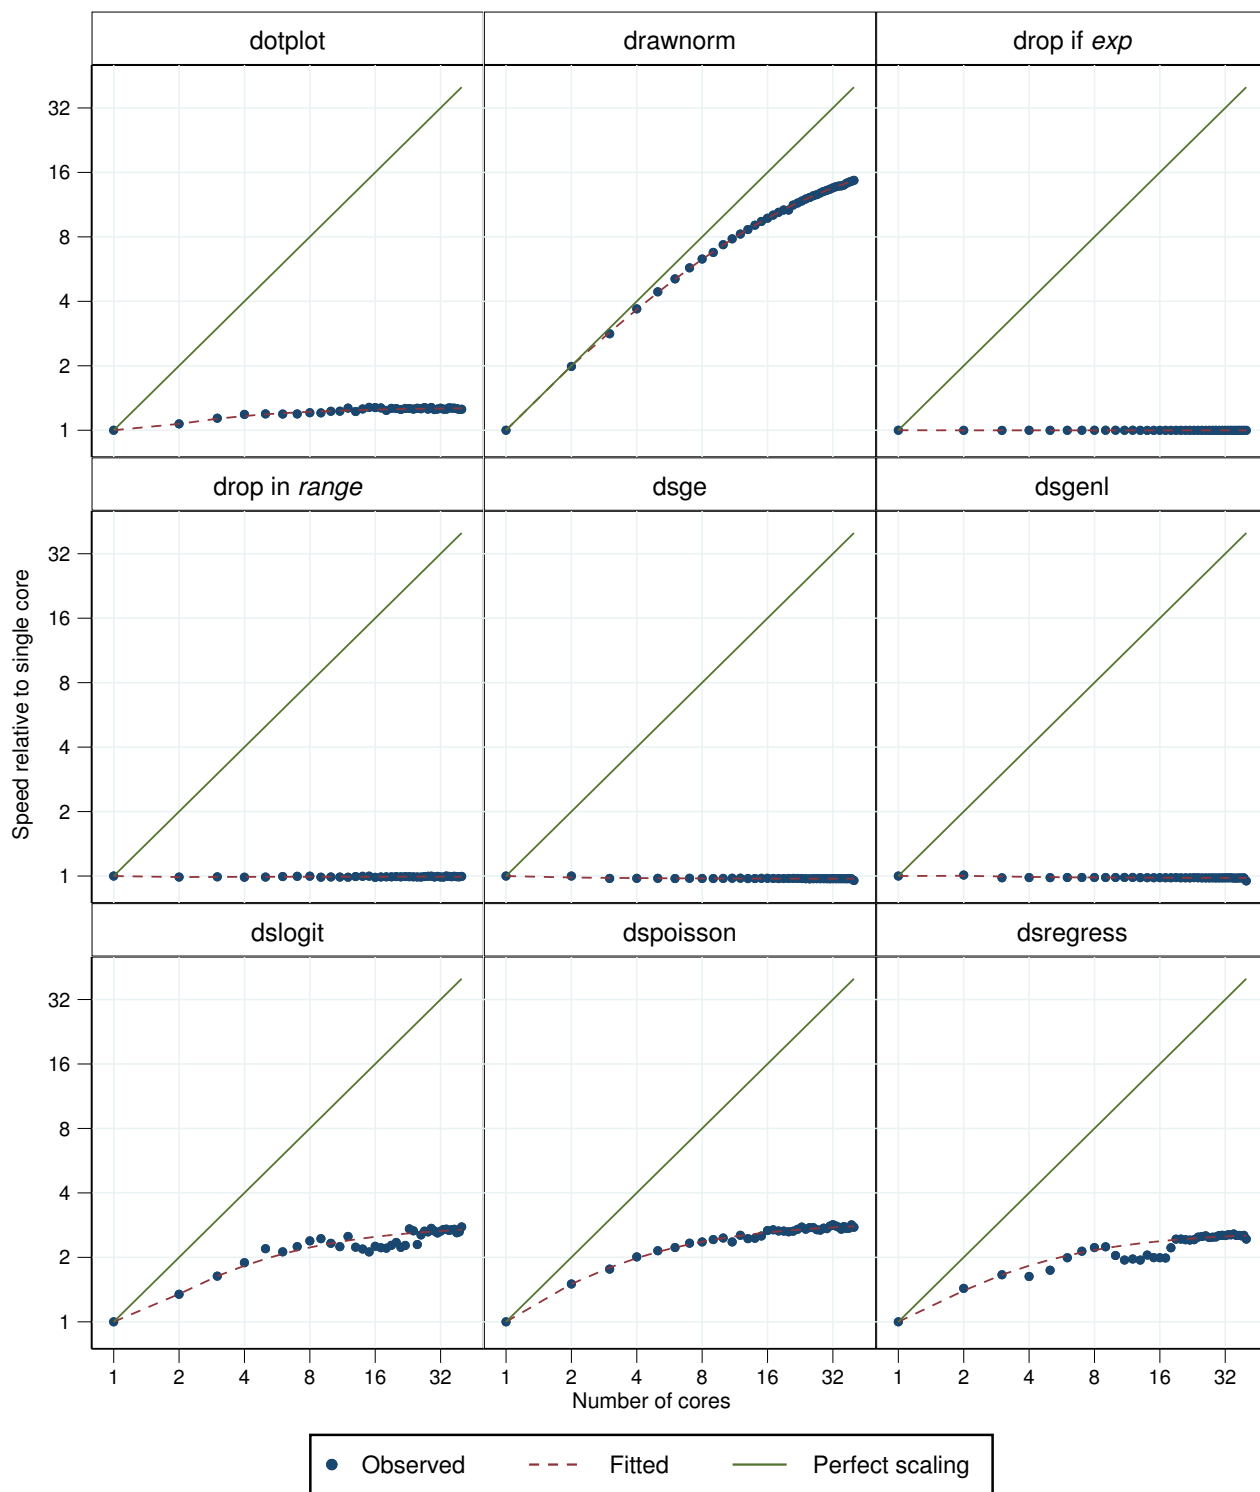 dotplot drawnorm drop if exp
32
16
8
4
2
1
drop in range dsge dsgenl
32
16
8
4
2
1
Speed relative to single core
dslogit dspoisson dsregress
32
16
8
4
2
1
1 2 4 8 16 32 1 2 4 8 16 32 1 2 4 8 16 32
Number of cores
Observed Fitted Perfect scaling